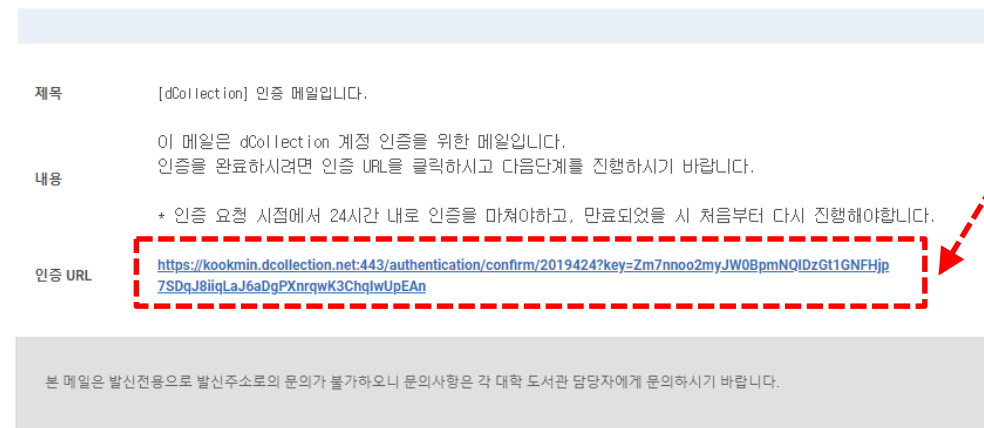 제목 [dCollection] 인증 메일입니다.
이 메일은 dCollection 계정 인증을 위한 메일입니다.
인증을 완료하시려면 인증 URL을 클릭하시고 다음단계를 진행하시기 바랍니다.
내용
* 인증 요청 시점에서 24시간 내로 인증을 마쳐야하고, 만료되었을 시 처음부터 다시 진행해야합니다.
인증 URL
https://kookmin.dcollection.net:443/authentication/confirm/2019424?key=Zm7nnoo2myJW0BpmNQIDzGt1GNFHjp
7SDqJ8iiqLaJ6aDgPXnrqwK3ChqlwUpEAn
본 메일은 발신전용으로 발신주소로의 문의가 불가하오니 문의사항은 각 대학 도서관 담당자에게 문의하시기 바랍니다.